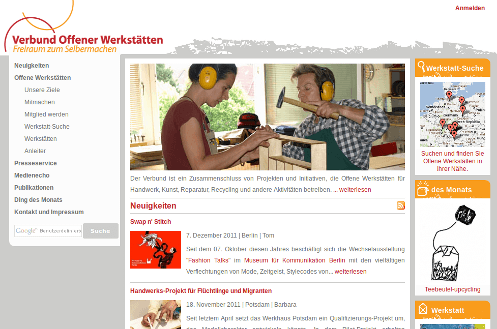 Anmelden
Verbund Offener Werkstätten
Freiraum zum Selbermachen
Neuigkeiten
Offene Werkstätten
Unsere Ziele
Mitmachen
Mitglied werden
Werkstatt-Suche
Werkstätten
Anleiter
Presseservice
Medienecho
Publikationen
Ding des Monats
Kontakt und Impressum
Google
Suche
Der Verbund ist ein Zusammenschluss von Projekten und Initiativen, die Offene Werkstätten für
Handwerk, Kunst, Reparatur, Recycling und andere Aktivitäten betreiben. ... weiterlesen
Neuigkeiten
Swap n' Stitch
7. Dezember 2011 | Berlin | Tom
Seit dem 07. Oktober diesen Jahres beschäftigt sich die Wechselausstellung
"Fashion Talks" im Museum für Kommunikation Berlin mit den vielfältigen
Verflechtungen von Mode, Zeitgeist, Stylecodes von... weiterlesen
Handwerks-Projekt für Flüchtlinge und Migranten
18. November 2011 | Potsdam | Barbara
Seit letztem April setzt das Werkhaus Potsdam ein Qualifizierungs-Projekt um,
Werkstatt-Suche
Suchen und finden Sie
Offene Werkstätten in
Ihrer Nähe.
des Monats
Teebeutel-upcycling
Werkstatt